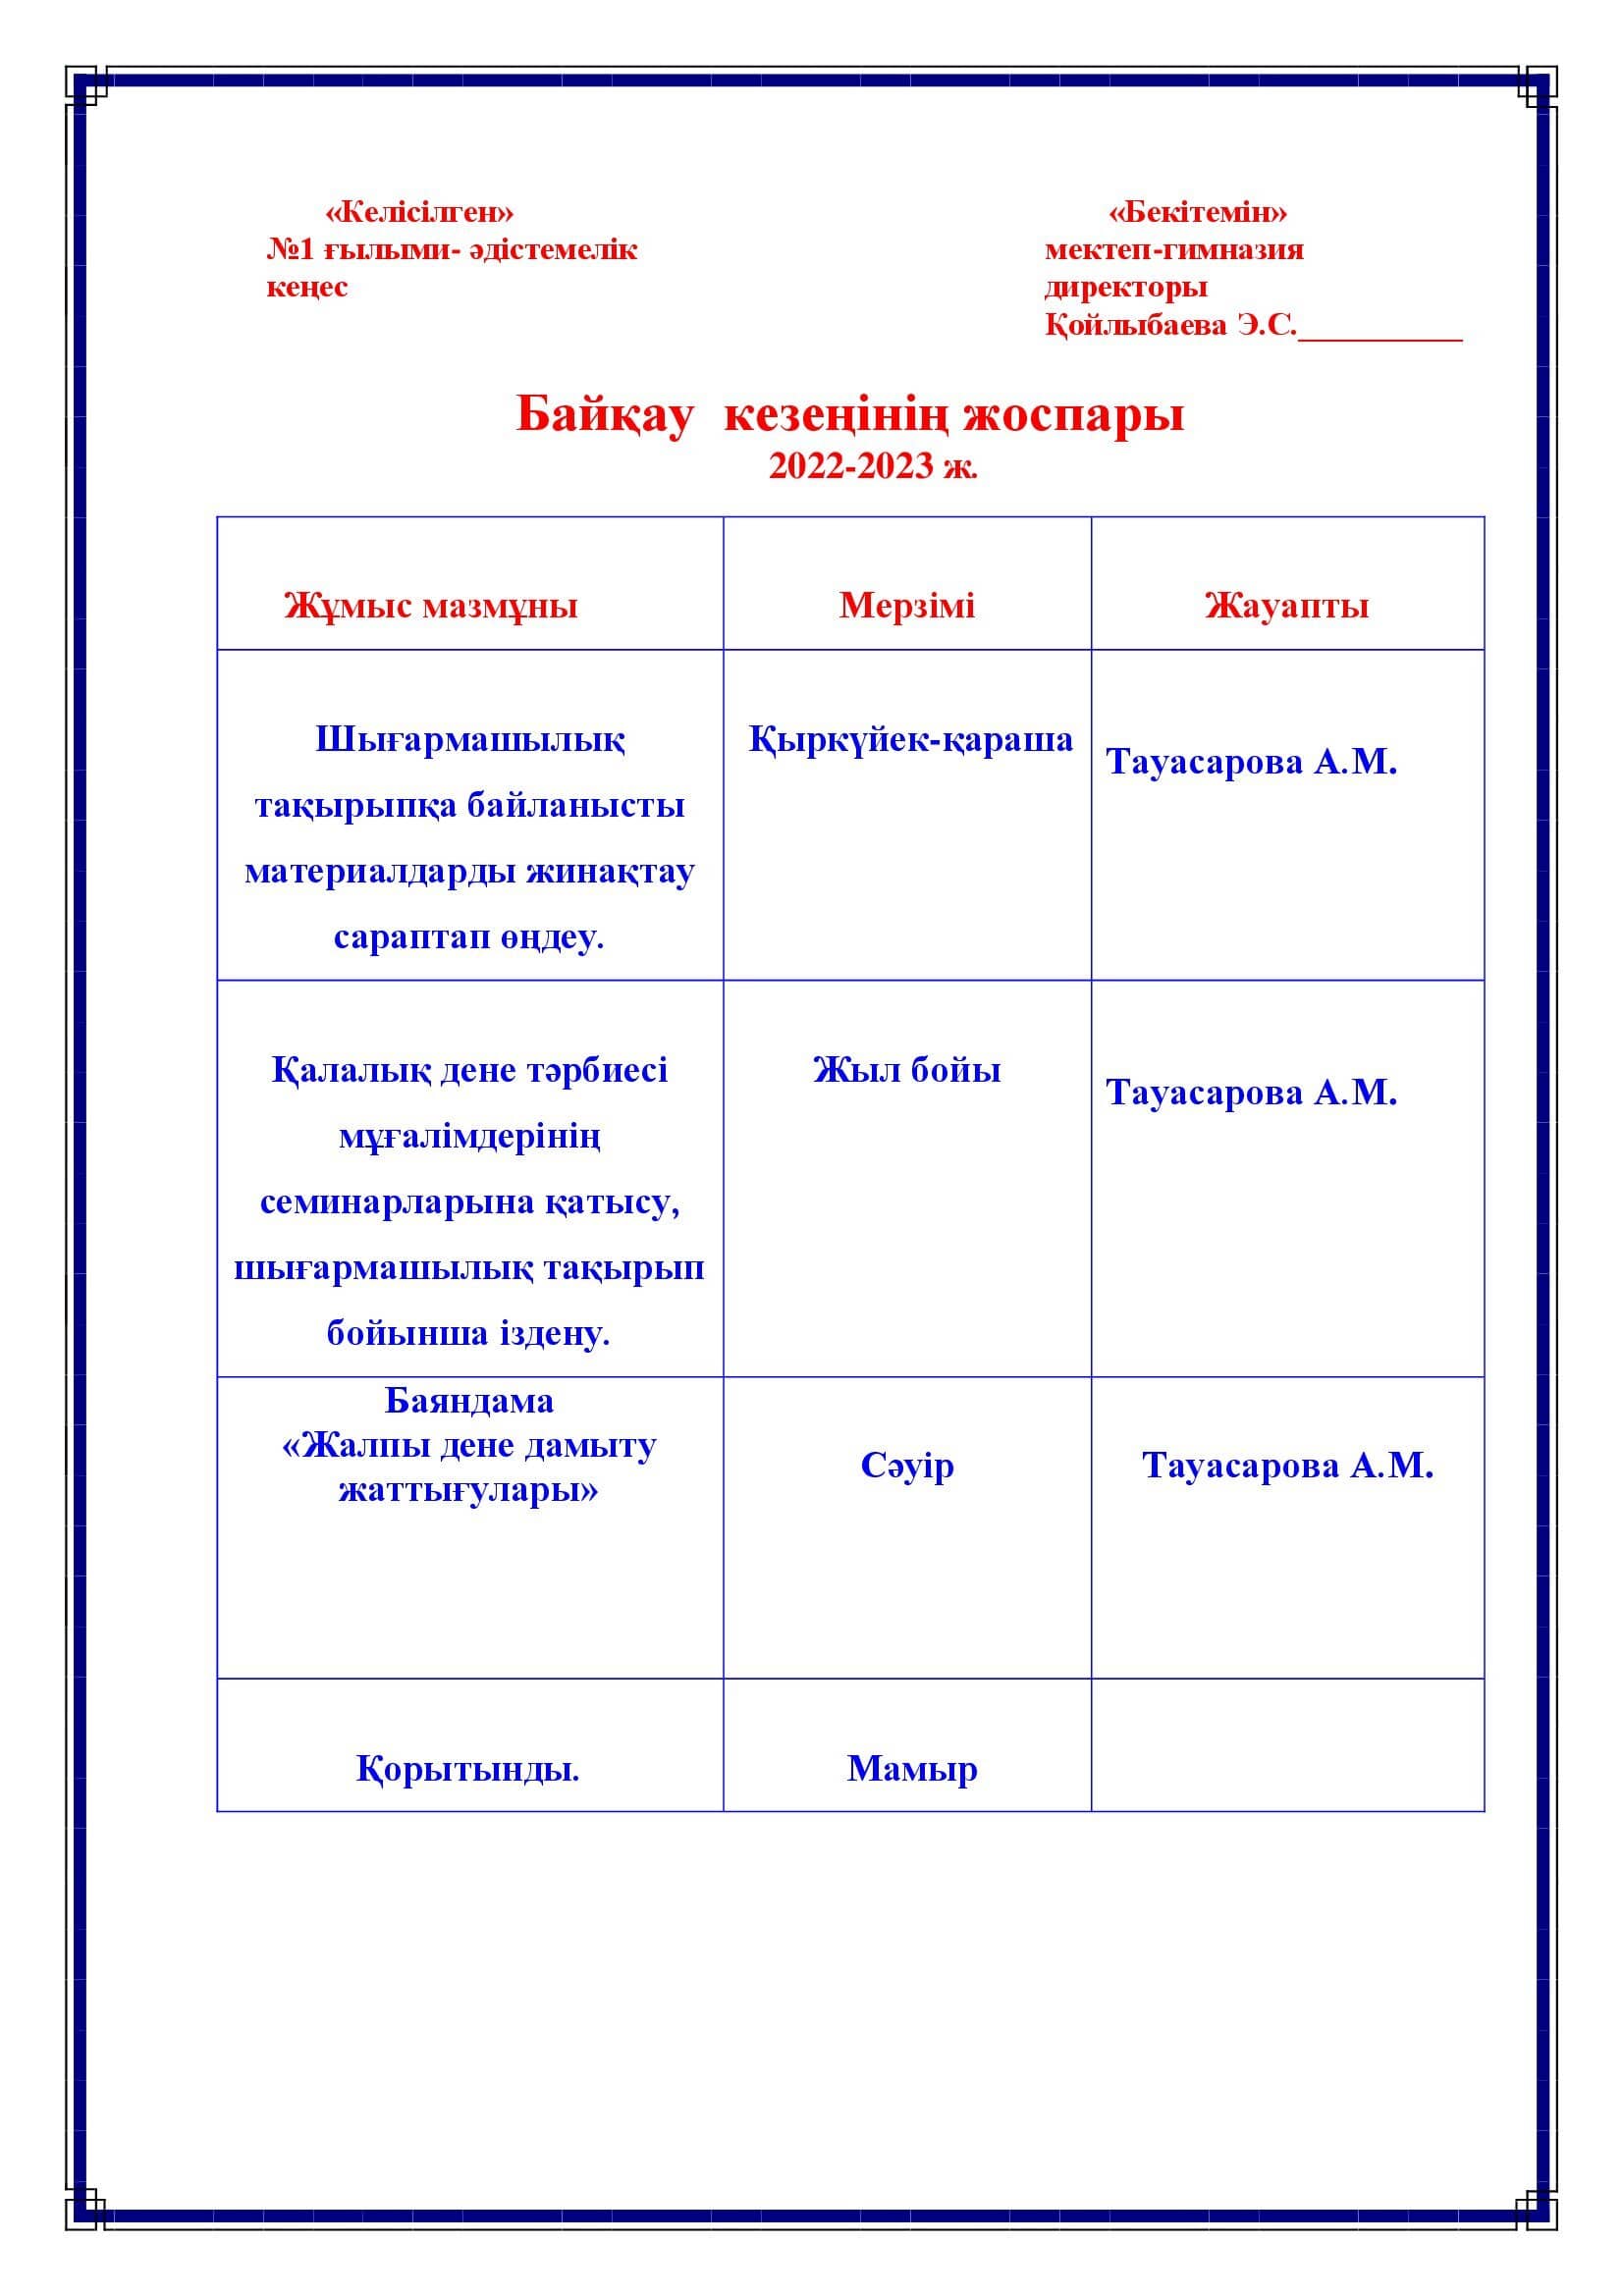 «Келісілген»
№1 ғылыми- әдістемелік
кеңес
«Бекітемін»
мектеп-гимназия
директоры
Қойлыбаева Э.С.__________
Байқау кезеңінің жоспары
2022-2023 ж.
Жұмыс мазмұны
Мерзімі
Жауапты
Шығармашылық
тақырыпқа байланысты
материалдарды жинақтау
сараптап өңдеу.
Қыркүйек-қараша
Тауасарова А.М.
Қалалық дене тәрбиесі
мұғалімдерінің
семинарларына қатысу,
шығармашылық тақырып
бойынша іздену.
Жыл бойы
Тауасарова А.М.
Баяндама
«Жалпы дене дамыту
жаттығулары»
Сәуір
Тауасарова А.М.
Қорытынды.
Мамыр